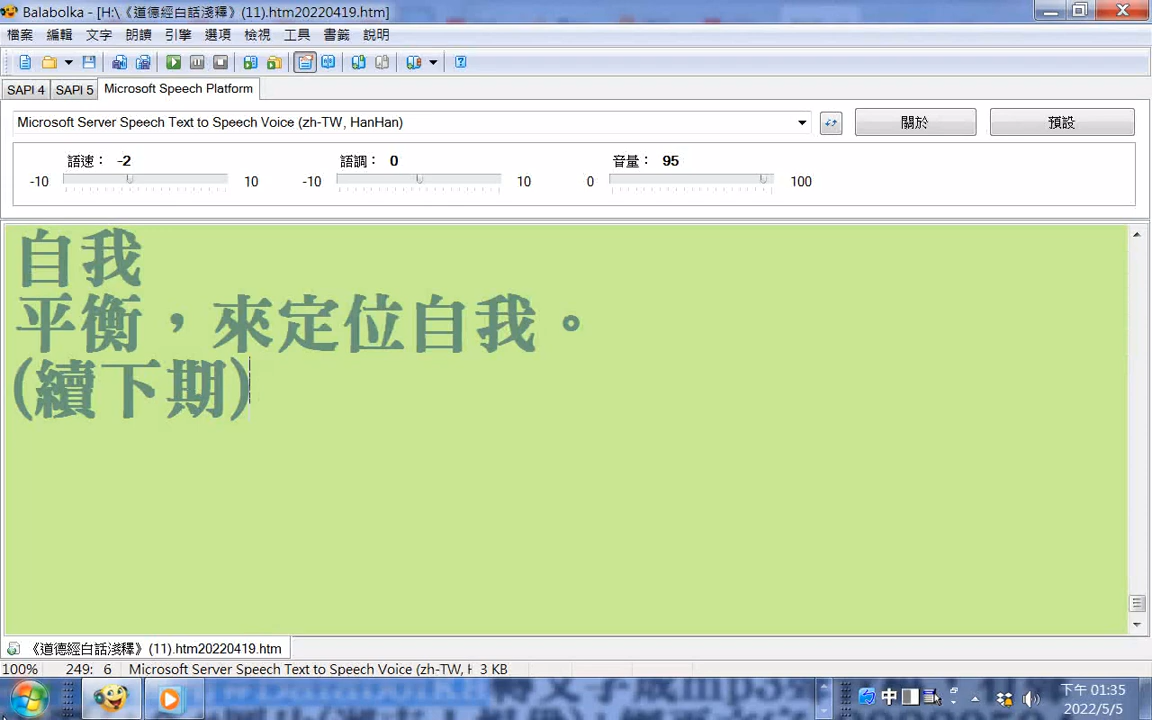 Balabolka - [H:\《道德經白話淺釋》(11).htm20220419.htm]
檔案 編輯 文字 朗讀 引擎 選項 檢視 工具 書籤 說明
SAPI 4 SAPI 5 Microsoft Speech Platform
Microsoft Server Speech Text to Speech Voice (zh-TW, HanHan) 關於 預設
語速： -2 語調： 0 音量： 95
-10 10 -10 10 0 100
自我
平衡，來定位自我。
(續下期)
《道德經白話淺釋》(11).htm20220419.htm
100% 249: 6 Microsoft Server Speech Text to Speech Voice (zh-TW, H 3 KB
中 下午 01:35
2022/5/5